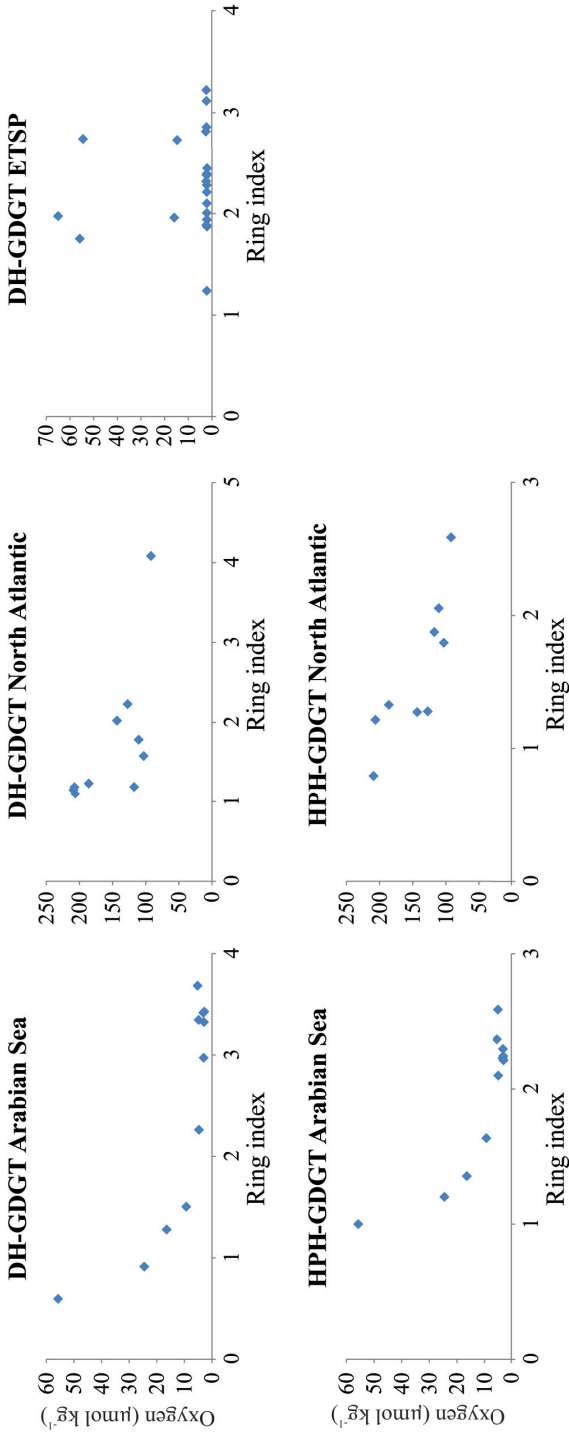 DH-GDGT Arabian Sea
Oxygen (µmol kg⁻¹)
60
50
40
30
20
10
0
0 1 2 3 4
Ring index
DH-GDGT North Atlantic
250
200
150
100
50
0
0 1 2 3 4 5
Ring index
DH-GDGT ETSP
70
60
50
40
30
20
10
0
0 1 2 3 4
Ring index
HPH-GDGT Arabian Sea
Oxygen (µmol kg⁻¹)
60
50
40
30
20
10
0
0 1 2 3
Ring index
HPH-GDGT North Atlantic
250
200
150
100
50
0
0 1 2 3
Ring index